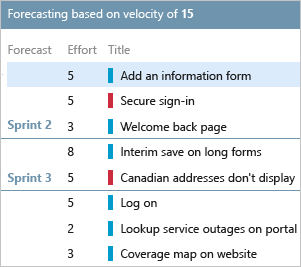 Forecasting based on velocity of 15
Forecast Effort Title
5 Add an information form
5 Secure sign-in
Sprint 2 3 Welcome back page
8 Interim save on long forms
Sprint 3 5 Canadian addresses don't display
5 Log on
2 Lookup service outages on portal
3 Coverage map on website